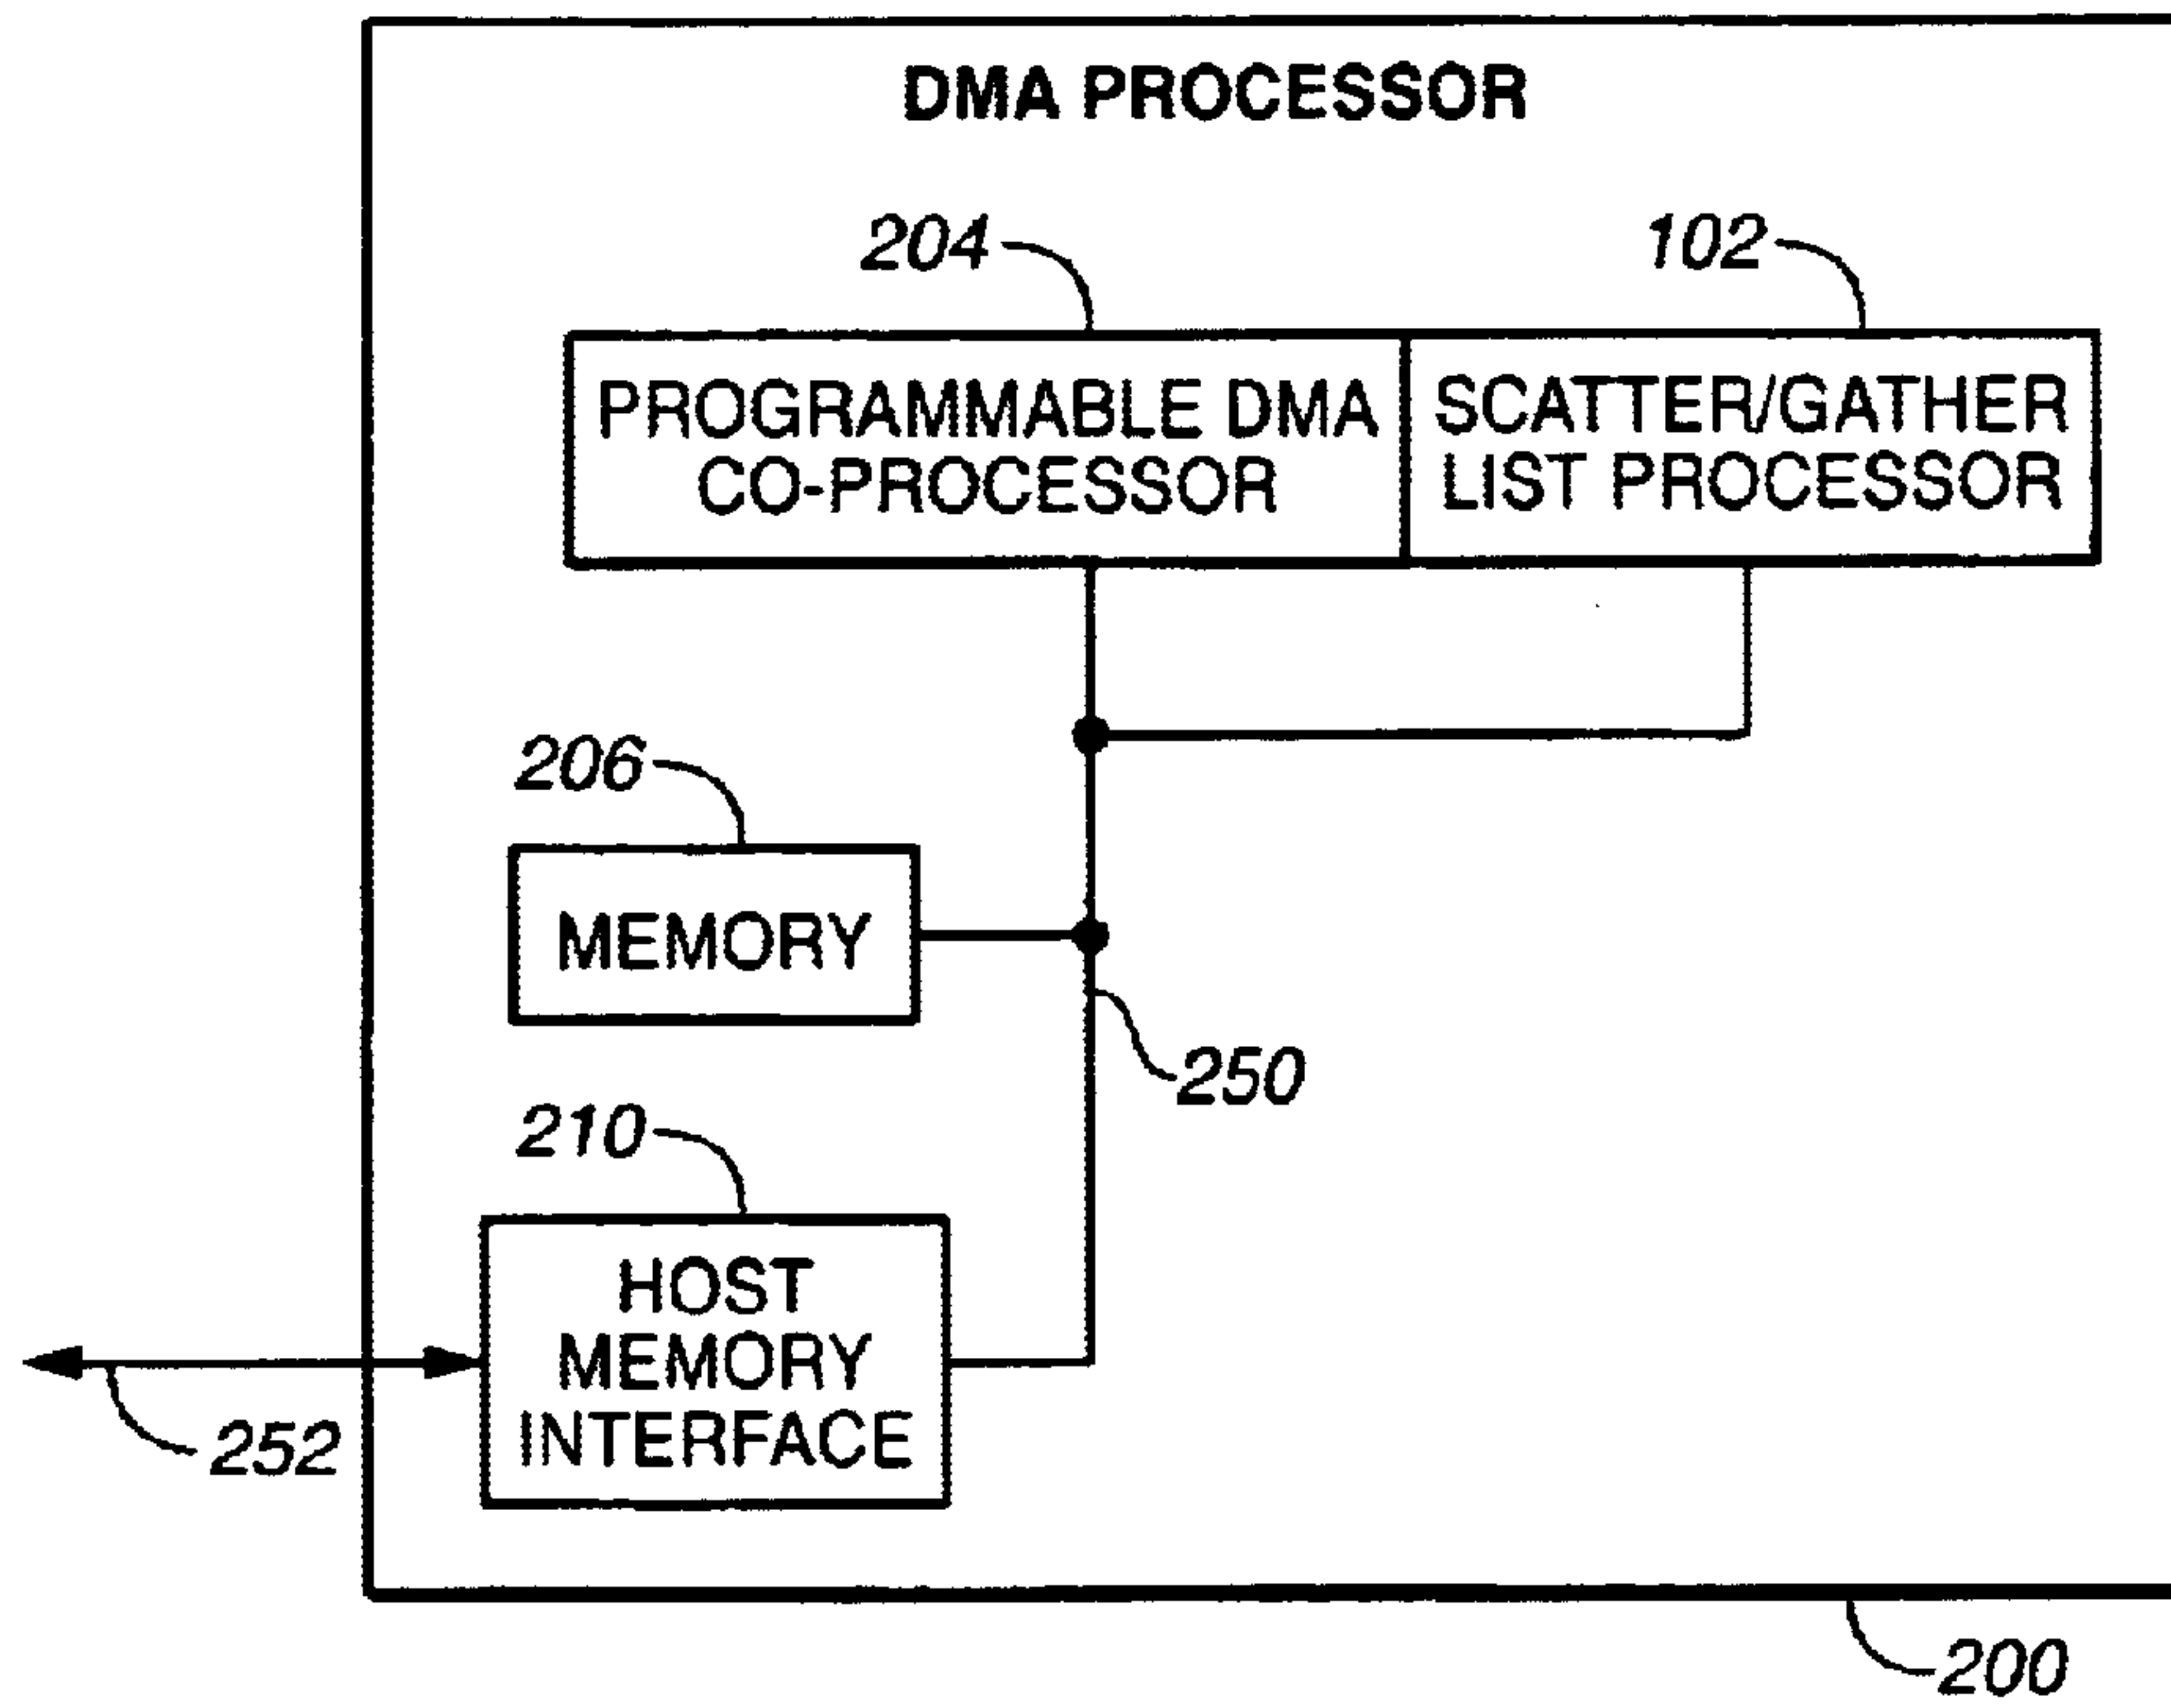 DMA PROCESSOR
204
102
PROGRAMMABLE DMA
CO-PROCESSOR
SCATTER/GATHER
LIST PROCESSOR
206
MEMORY
250
210
HOST
MEMORY
INTERFACE
252
200